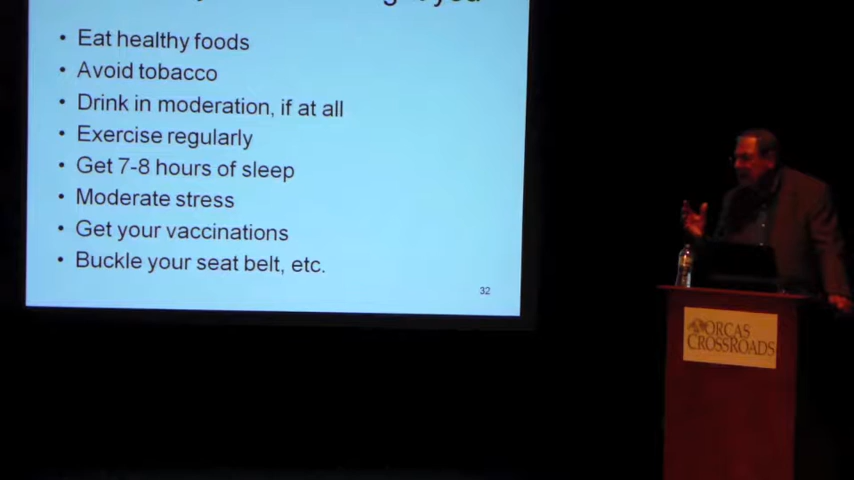 you
• Eat healthy foods
• Avoid tobacco
• Drink in moderation, if at all
• Exercise regularly
• Get 7-8 hours of sleep
• Moderate stress
• Get your vaccinations
• Buckle your seat belt, etc.
32
ORCAS
CROSSROADS